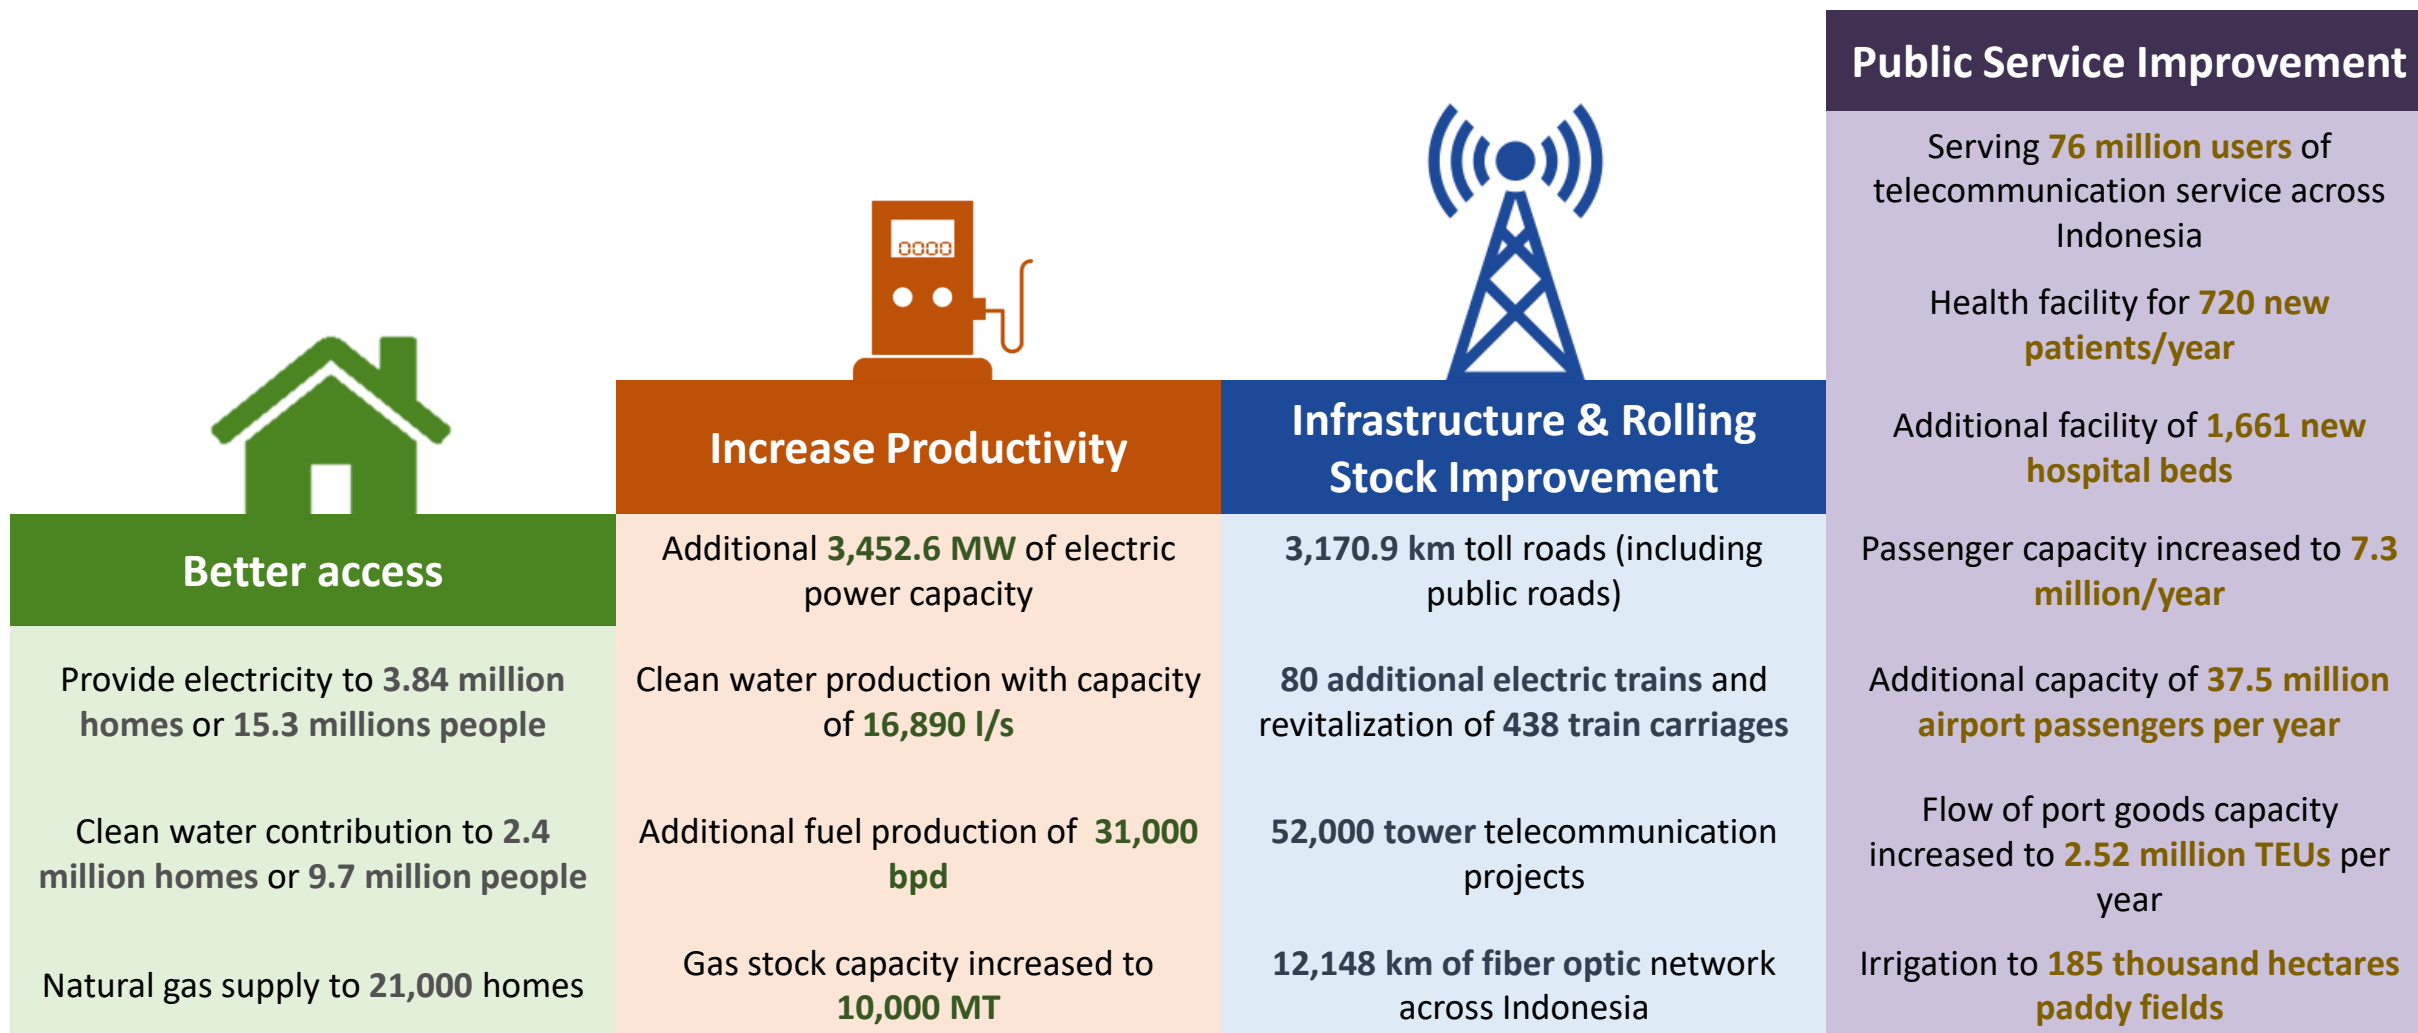 Better access
Provide electricity to 3.84 million
homes or 15.3 millions people
Clean water contribution to 2.4
million homes or 9.7 million people
Natural gas supply to 21,000 homes
0000
Increase Productivity
Additional 3,452.6 MW of electric
power capacity
Clean water production with capacity
of 16,890 l/s
Additional fuel production of 31,000
bpd
Gas stock capacity increased to
10,000 MT
Infrastructure & Rolling
Stock Improvement
3,170.9 km toll roads (including
public roads)
80 additional electric trains and
revitalization of 438 train carriages
52,000 tower telecommunication
projects
12,148 km of fiber optic network
across Indonesia
Public Service Improvement
Serving 76 million users of
telecommunication service across
Indonesia
Health facility for 720 new
patients/year
Additional facility of 1,661 new
hospital beds
Passenger capacity increased to 7.3
million/year
Additional capacity of 37.5 million
airport passengers per year
Flow of port goods capacity
increased to 2.52 million TEUs per
year
Irrigation to 185 thousand hectares
paddy fields